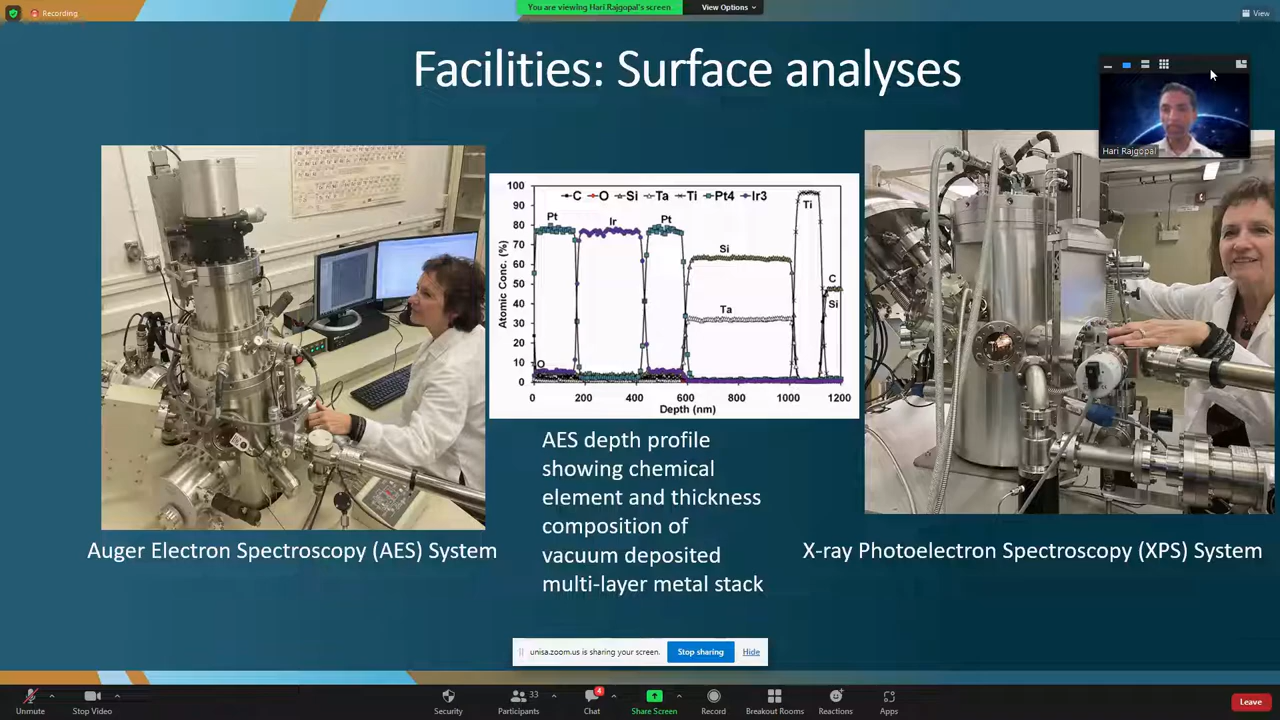 Recording
You are viewing Hari Rajgopal's screen
View Options
View
Facilities: Surface analyses
Hari Rajgopal
100
90
80
70
60
50
40
30
20
10
0
Atomic Conc. (%)
C O Si Ta Ti Pt4 Ir3
Pt
Ir
Pt
Si
Ta
Ti
C
Si
O
0 200 400 600 800 1000 1200
Depth (nm)
AES depth profile
showing chemical
element and thickness
composition of
vacuum deposited
multi-layer metal stack
Auger Electron Spectroscopy (AES) System
X-ray Photoelectron Spectroscopy (XPS) System
unisa.zoom.us is sharing your screen.
Stop sharing
Hide
Unmute
Stop Video
Security
33
Participants
4
Chat
Share Screen
Record
Breakout Rooms
Reactions
Apps
Leave